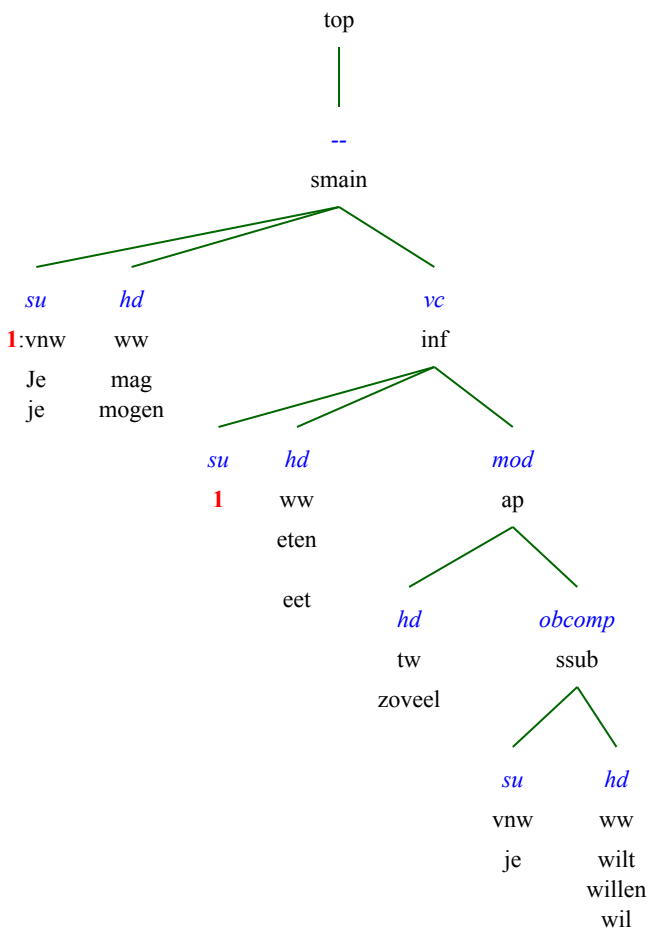 top
--
smain
su hd vc
1:vnw ww inf
Je mag
je mogen
su hd mod
1 ww ap
eten
eet
hd obcomp
tw ssub
zoveel
su hd
vnw ww
je wilt
willen
wil